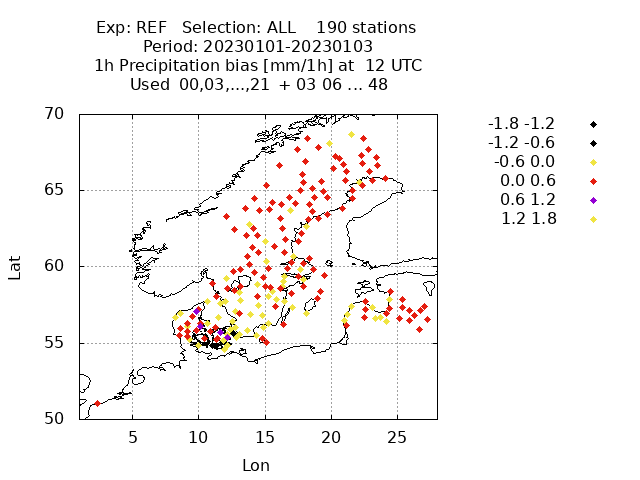 Exp: REF   Selection: ALL    190 stations
Period: 20230101-20230103
1h Precipitation bias [mm/1h] at  12 UTC
Used  00,03,...,21  + 03 06 ... 48
70
65
60
55
50
5
10
15
20
25
Lat
Lon
-1.8 -1.2
-1.2 -0.6
-0.6 0.0
0.0 0.6
0.6 1.2
1.2 1.8